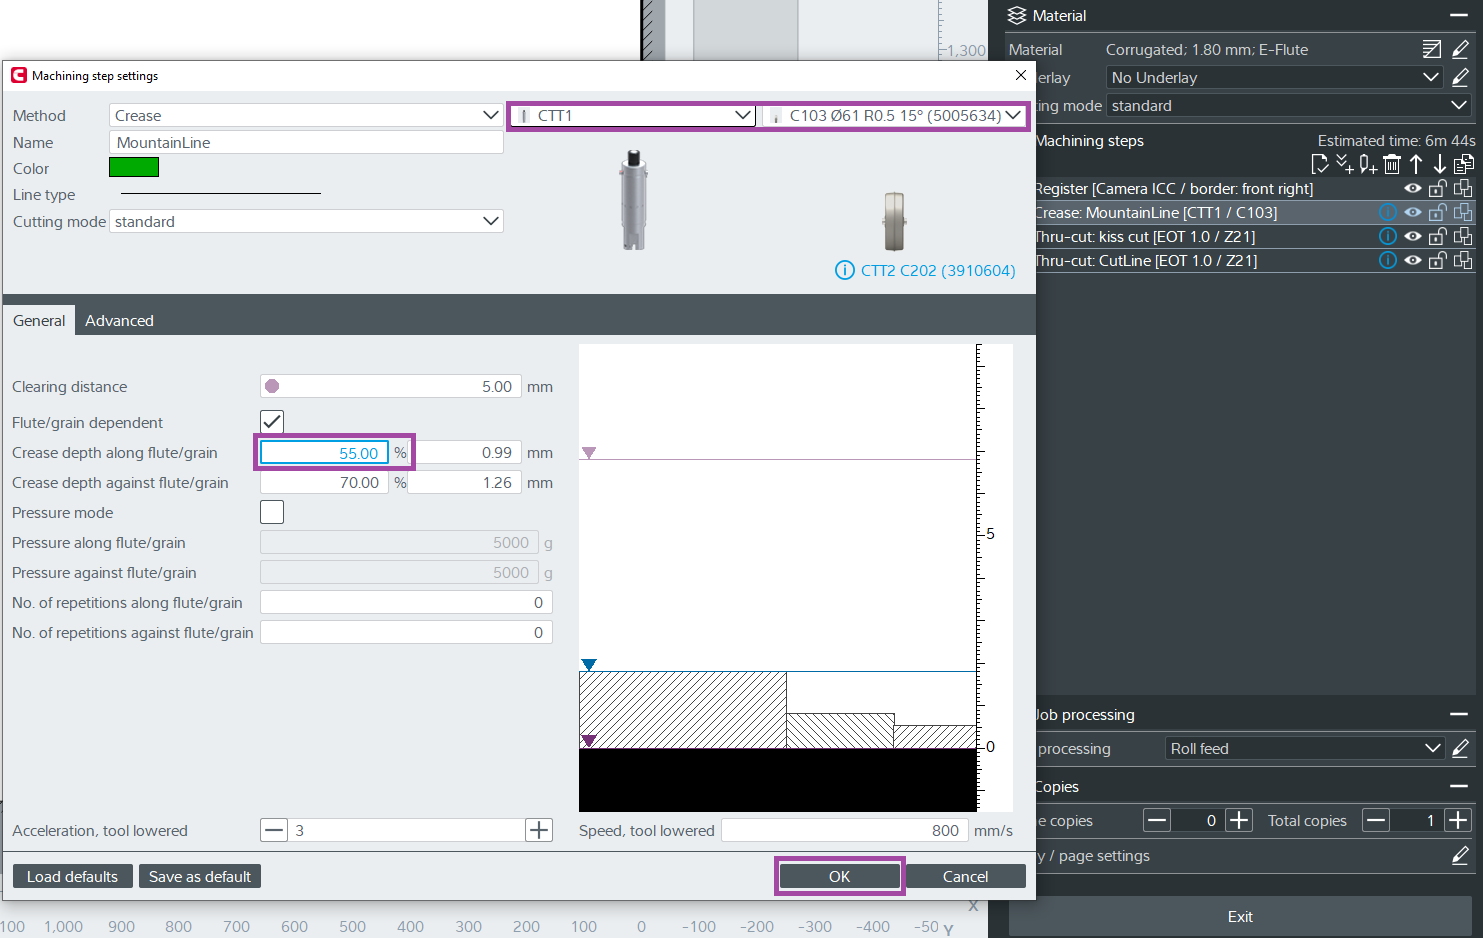 Material
Material Corrugated; 1.80 mm; E-Flute
erlay No Underlay
ing mode standard
-1,300
Machining step settings
Method Crease CTT1 C103 Ø61 R0.5 15° (5005634)
Name MountainLine
Color
Line type
Cutting mode standard
CTT2 C202 (3910604)
Machining steps Estimated time: 6m 44s
Register [Camera ICC / border: front right]
Crease: MountainLine [CTT1 / C103]
Thru-cut: kiss cut [EOT 1.0 / Z21]
Thru-cut: CutLine [EOT 1.0 / Z21]
General Advanced
Clearing distance 5.00 mm
Flute/grain dependent
Crease depth along flute/grain 55.00 % 0.99 mm
Crease depth against flute/grain 70.00 % 1.26 mm
Pressure mode
Pressure along flute/grain 5000 g
Pressure against flute/grain 5000 g
No. of repetitions along flute/grain 0
No. of repetitions against flute/grain 0
5
0
Acceleration, tool lowered 3 Speed, tool lowered 800 mm/s
Load defaults Save as default OK Cancel
Job processing
processing Roll feed
Copies
e copies 0 Total copies 1
y / page settings
Exit
100 1,000 900 800 700 600 500 400 300 200 100 0 -100 -200 -300 -400 -50
X
Y